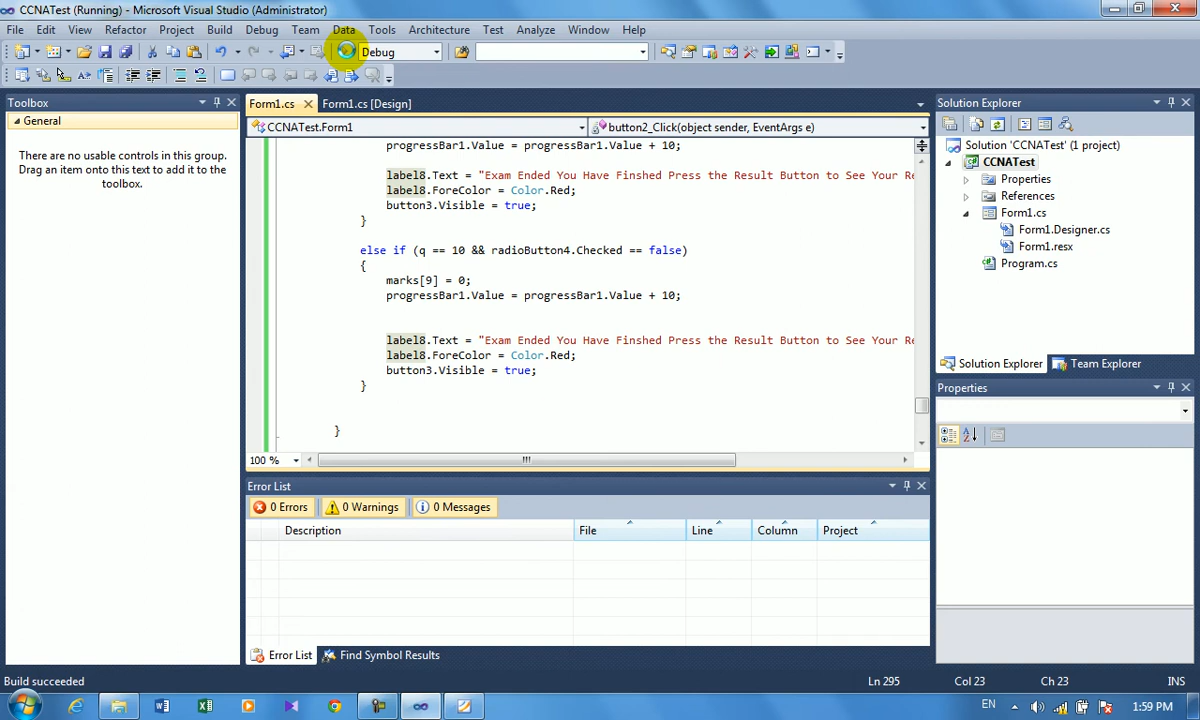 CCNATest (Running) - Microsoft Visual Studio (Administrator)
File Edit View Refactor Project Build Debug Team Data Tools Architecture Test Analyze Window Help
Debug
Toolbox
General
There are no usable controls in this group.
Drag an item onto this text to add it to the
toolbox.
Form1.cs
Form1.cs [Design]
CCNATest.Form1
button2_Click(object sender, EventArgs e)
progressBar1.Value = progressBar1.Value + 10;
label8.Text = "Exam Ended You Have Finshed Press the Result Button to See Your Re
label8.ForeColor = Color.Red;
button3.Visible = true;
}
else if (q == 10 && radioButton4.Checked == false)
{
marks[9] = 0;
progressBar1.Value = progressBar1.Value + 10;
label8.Text = "Exam Ended You Have Finshed Press the Result Button to See Your Re
label8.ForeColor = Color.Red;
button3.Visible = true;
}
}
100 %
Error List
0 Errors
0 Warnings
0 Messages
Description File Line Column Project
Error List
Find Symbol Results
Solution Explorer
Solution 'CCNATest' (1 project)
CCNATest
Properties
References
Form1.cs
Form1.Designer.cs
Form1.resx
Program.cs
Solution Explorer
Team Explorer
Properties
Build succeeded
Ln 295 Col 23 Ch 23 INS
EN 1:59 PM